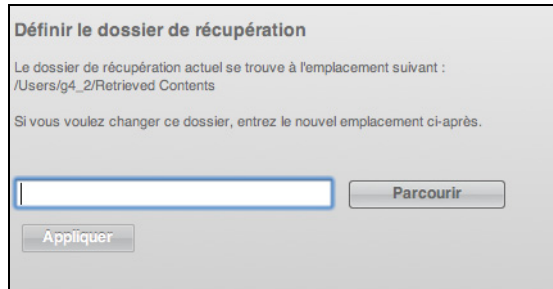 Définir le dossier de récupération
Le dossier de récupération actuel se trouve à l'emplacement suivant :
/Users/g4_2/Retrieved Contents
Si vous voulez changer ce dossier, entrez le nouvel emplacement ci-après.
Parcourir
Appliquer